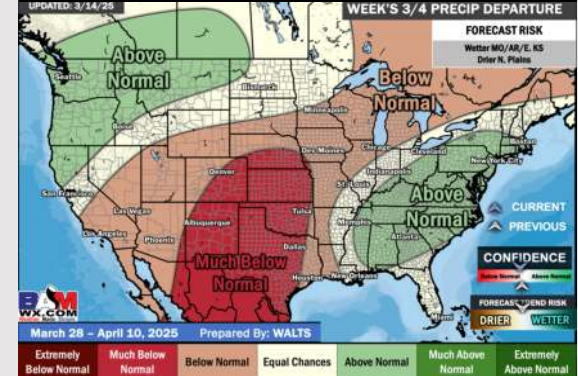 UPDATED: 3/14/25
WEEK'S 3/4 PRECIP DEPARTURE
FORECAST RISK
Wetter MO/AR/E. KS
Drier N. Plains
Above
Normal
Below
Normal
Seattle
Bismarck
Minneapolis
Boise
Boston
Des Moines
Chicago
Cleveland
New York City
Denver
Indianapolis
San Francisco
St. Louis
Above
Normal
CURRENT
PREVIOUS
Las Vegas
Tulsa
Memphis
Los Angeles
Albuquerque
Atlanta
Phoenix
Dallas
Much Below
Normal
CONFIDENCE
Below Normal Above Normal
Houston
New Orleans
BAM
WX.COM
FORECAST TREND RISK
DRIER WETTER
Miami
March 28 – April 10, 2025 Prepared By: WALTS
Extremely
Below Normal
Much Below
Normal
Below Normal
Equal Chances
Above Normal
Much Above
Normal
Extremely
Above Normal